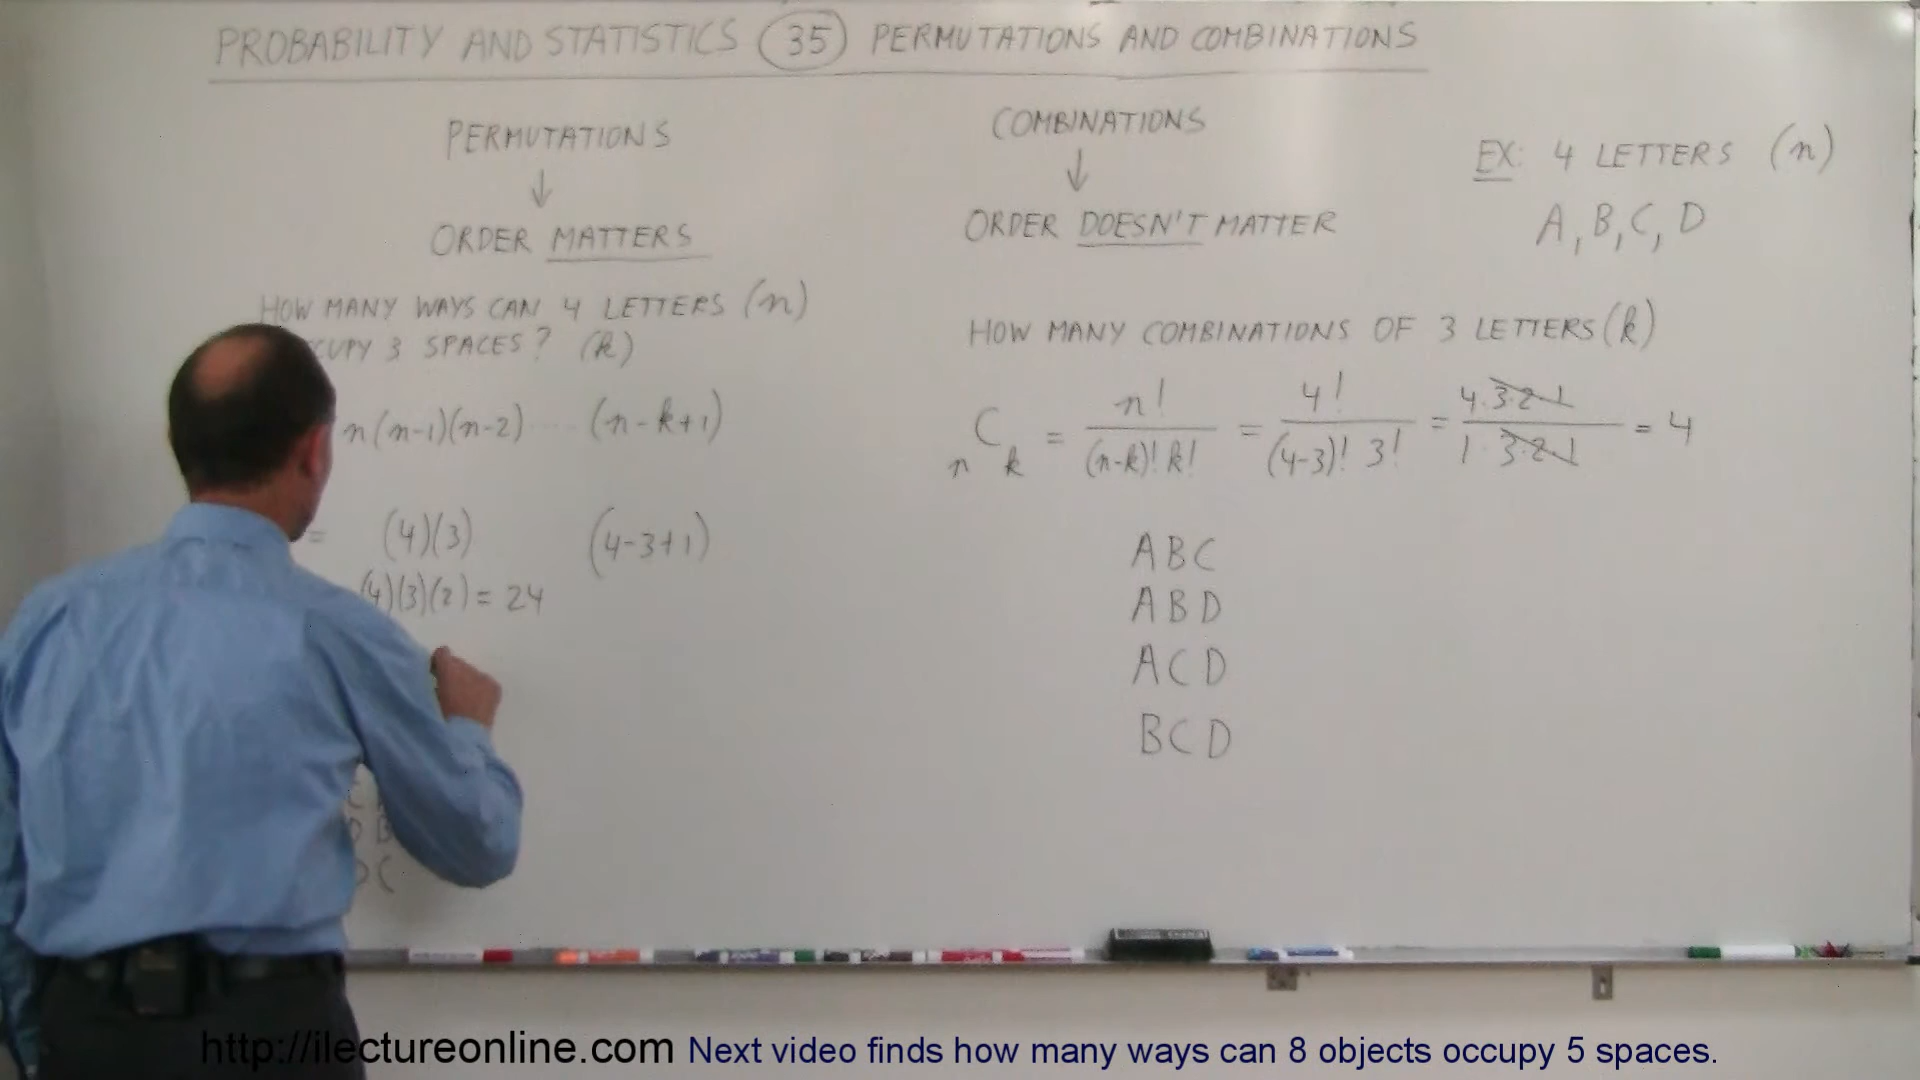 PROBABILITY AND STATISTICS 35 PERMUTATIONS AND COMBINATIONS
PERMUTATIONS
↓
ORDER MATTERS
HOW MANY WAYS CAN 4 LETTERS (n)
CUPY 3 SPACES? (k)
n(n-1)(n-2) ···· (n-k+1)
= (4)(3) (4-3+1)
(4)(3)(2) = 24
COMBINATIONS
↓
ORDER DOESN'T MATTER
HOW MANY COMBINATIONS OF 3 LETTERS (k)
nCk = n!/(n-k)!k! = 4!/(4-3)! 3! = 4·3·2·1/1·3·2·1 = 4
ABC
ABD
ACD
BCD
EX: 4 LETTERS (n)
A, B, C, D
http://ilectureonline.com Next video finds how many ways can 8 objects occupy 5 spaces.